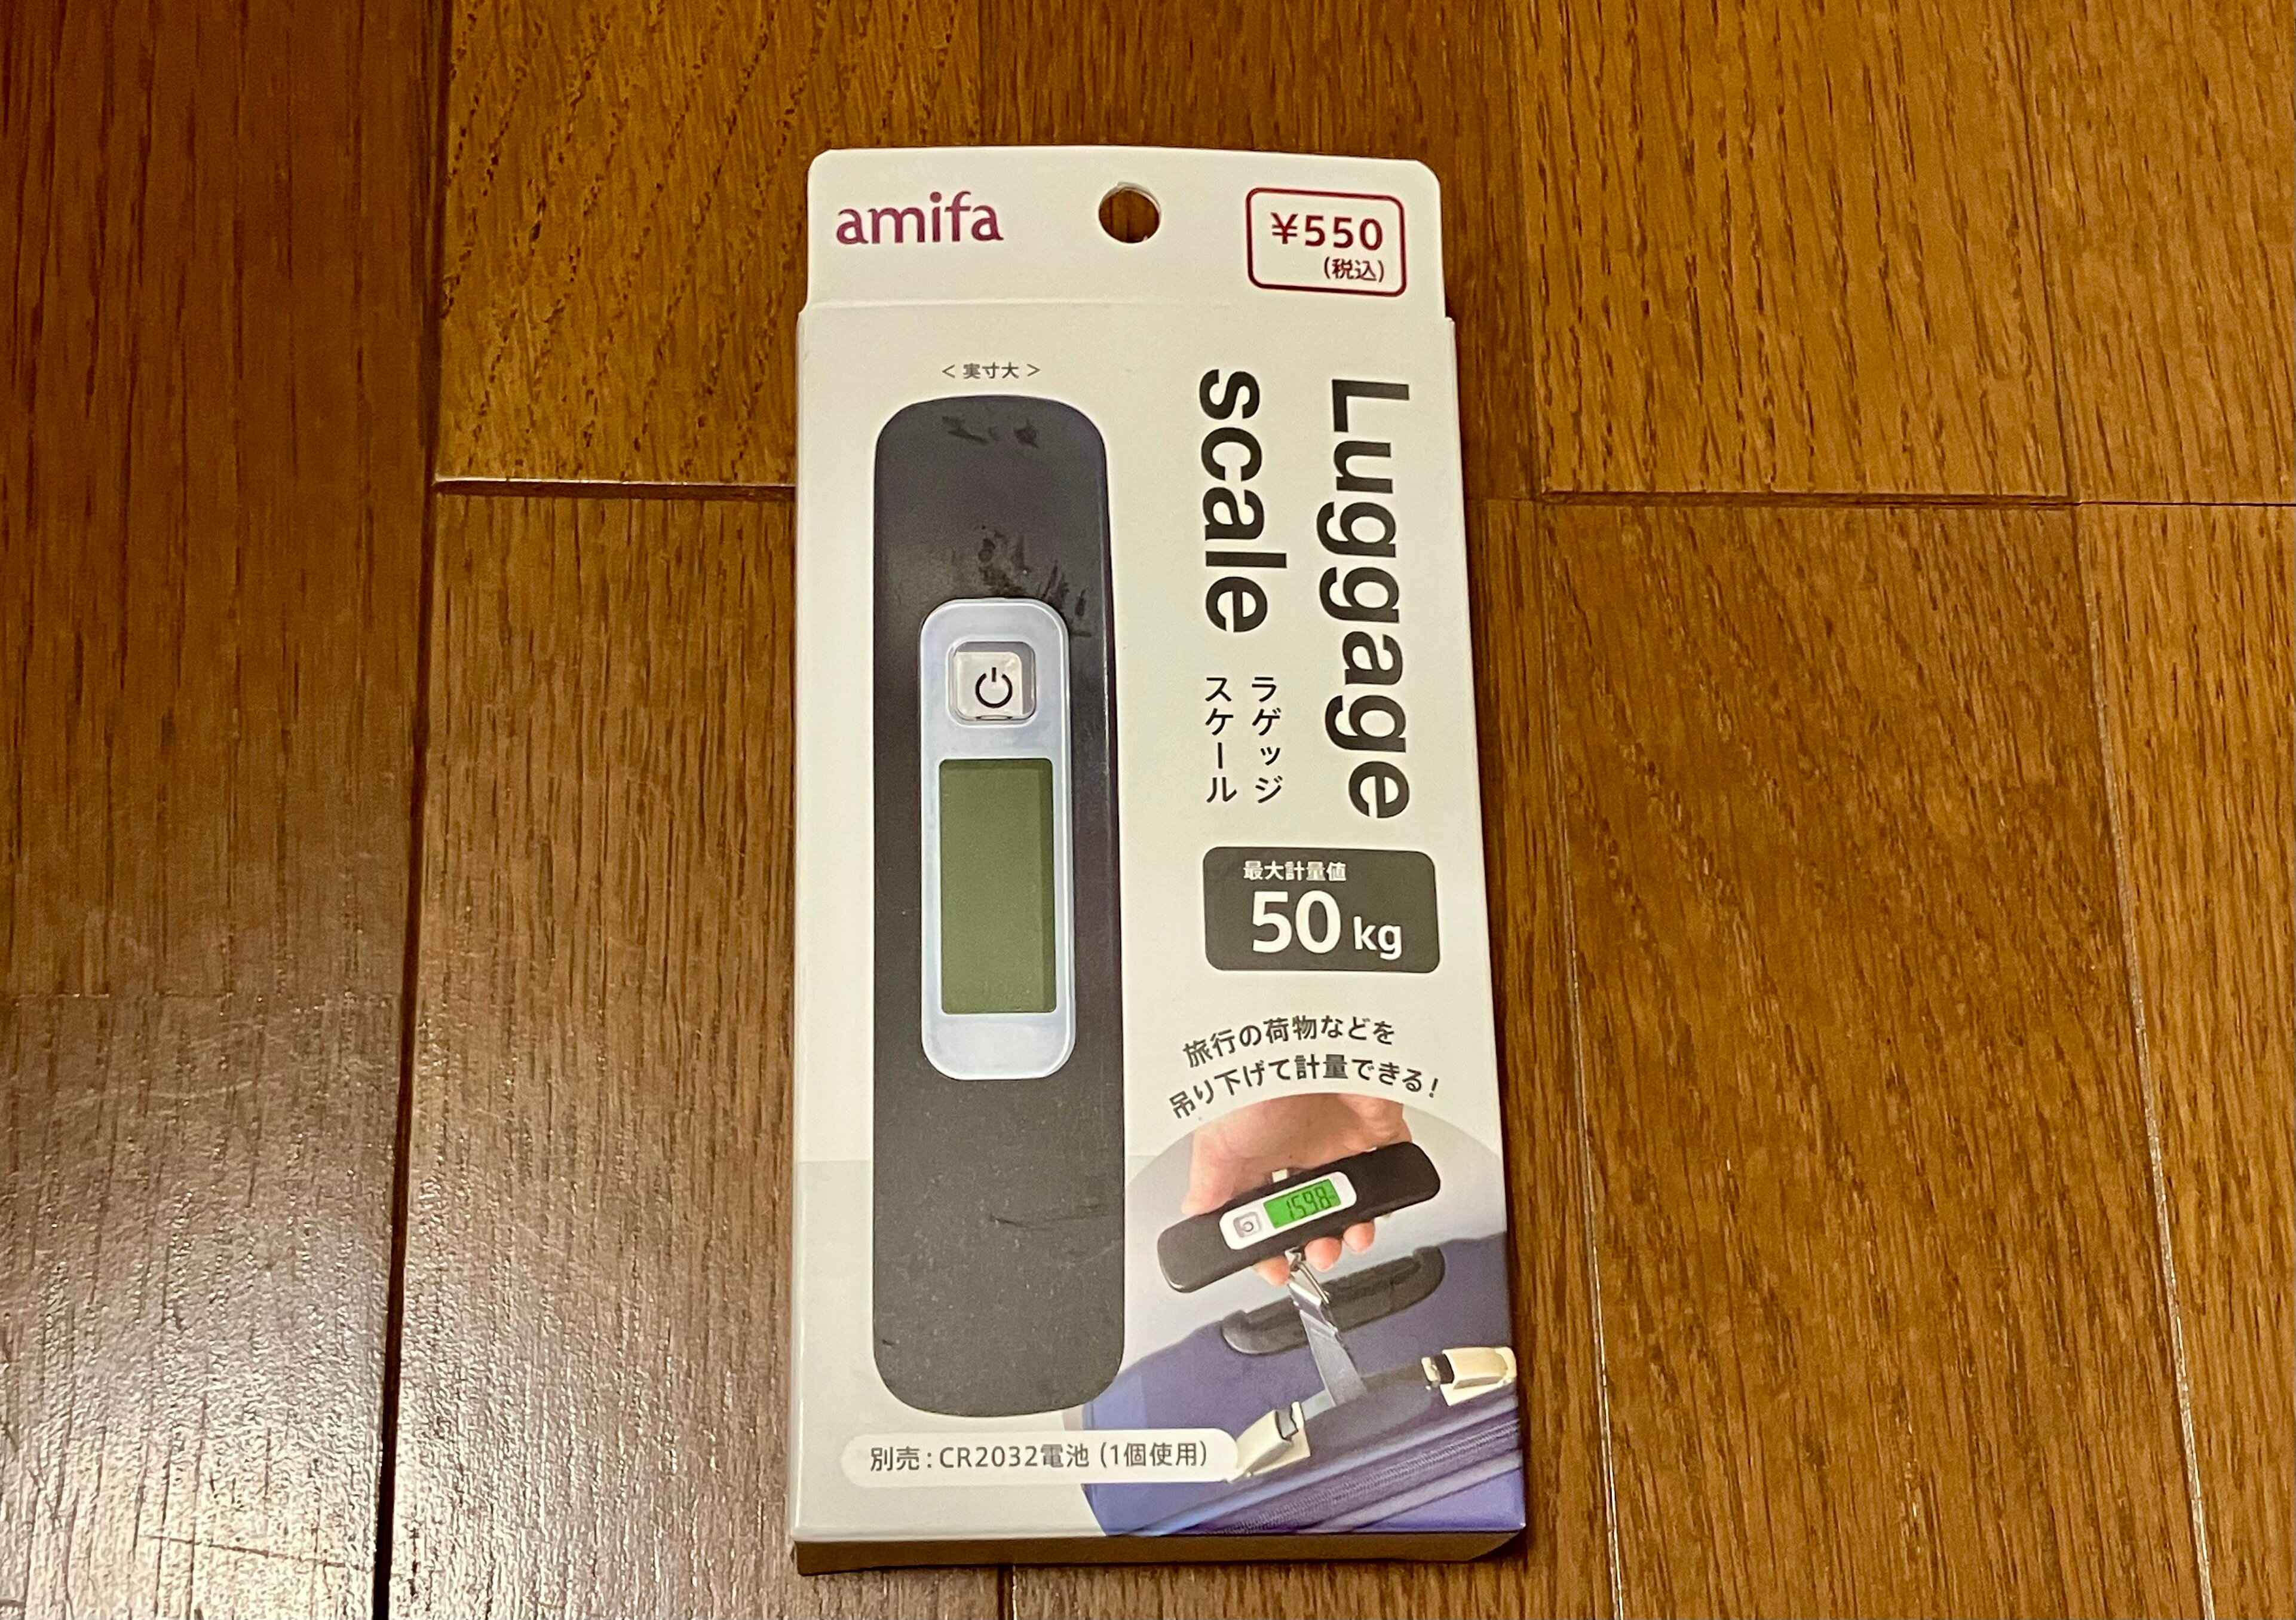 amifa
¥550
(税込)
＜実寸大＞
Luggage
scale
ラゲッジ
スケール
最大計量値
50kg
旅行の荷物などを
吊り下げて計量できる！
1598
別売：CR2032電池（1個使用）